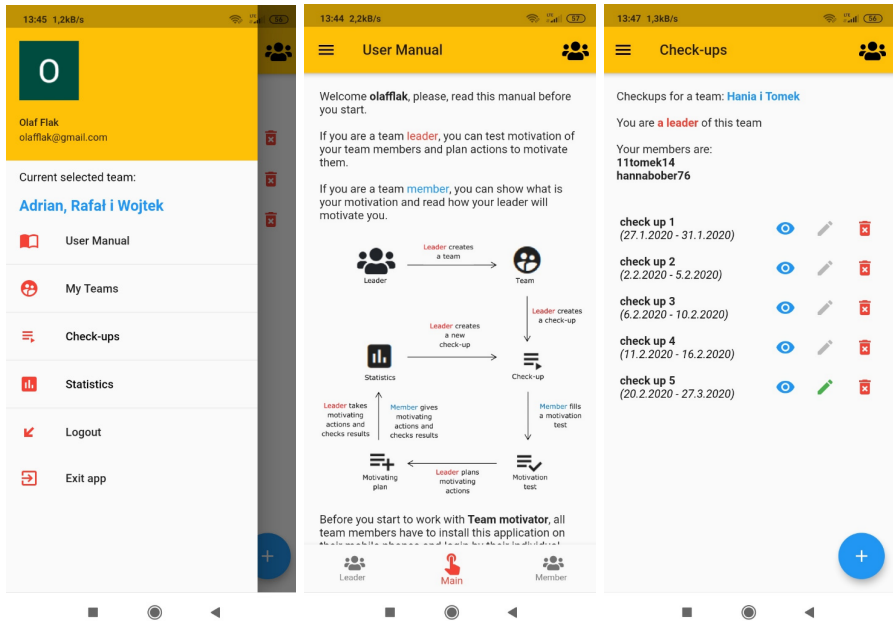 13:45 1,2kB/s
56
O
Olaf Flak
olafflak@gmail.com
Current selected team:
Adrian, Rafał i Wojtek
User Manual
My Teams
Check-ups
Statistics
Logout
Exit app
+
13:44 2,2kB/s
57
User Manual
Welcome olafflak, please, read this manual before
you start.
If you are a team leader, you can test motivation of
your team members and plan actions to motivate
them.
If you are a team member, you can show what is
your motivation and read how your leader will
motivate you.
Leader creates
a team
Leader
Team
Leader creates
a check-up
Leader creates
a new
check-up
Statistics
Check-up
Leader takes
motivating
actions and
checks results
Member gives
motivating
actions and
checks results
Member fills
a motivation
test
Motivating
plan
Leader plans
motivating
actions
Motivation
test
Before you start to work with Team motivator, all
team members have to install this application on
Leader
Main
Member
13:47 1,3kB/s
56
Check-ups
Checkups for a team: Hania i Tomek
You are a leader of this team
Your members are:
11tomek14
hannabober76
check up 1
(27.1.2020 - 31.1.2020)
check up 2
(2.2.2020 - 5.2.2020)
check up 3
(6.2.2020 - 10.2.2020)
check up 4
(11.2.2020 - 16.2.2020)
check up 5
(20.2.2020 - 27.3.2020)
+